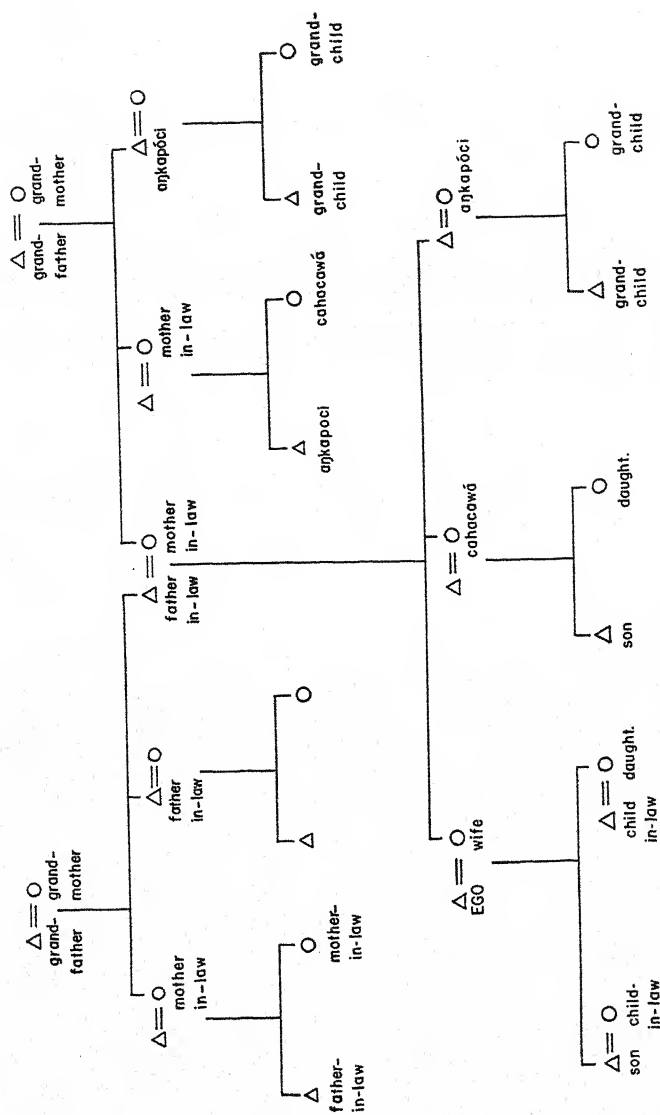 grand-
father
grand-
mother
grand-
father
grand-
mother
mother
in-law
father
in-law
father
in-law
mother
in-law
mother
in-law
aŋkapóci
father-
in-law
mother-
in-law
aŋkapoci
cahacawá
grand-
child
grand-
child
EGO
wife
cahacawá
aŋkapóci
son
child-
in-law
child
in-law
daught.
son
daught.
grand-
child
grand-
child